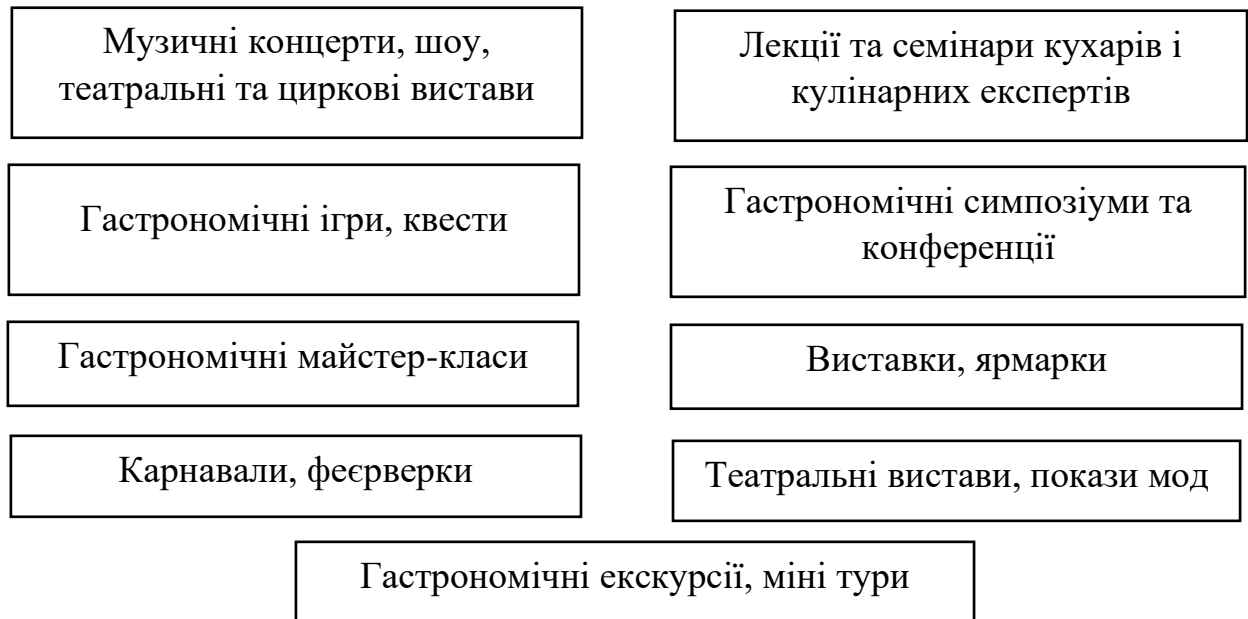 Музичні концерти, шоу,
театральні та циркові вистави
Лекції та семінари кухарів і
кулінарних експертів
Гастрономічні ігри, квести
Гастрономічні симпозіуми та
конференції
Гастрономічні майстер-класи
Виставки, ярмарки
Карнавали, феєрверки
Театральні вистави, покази мод
Гастрономічні екскурсії, міні тури